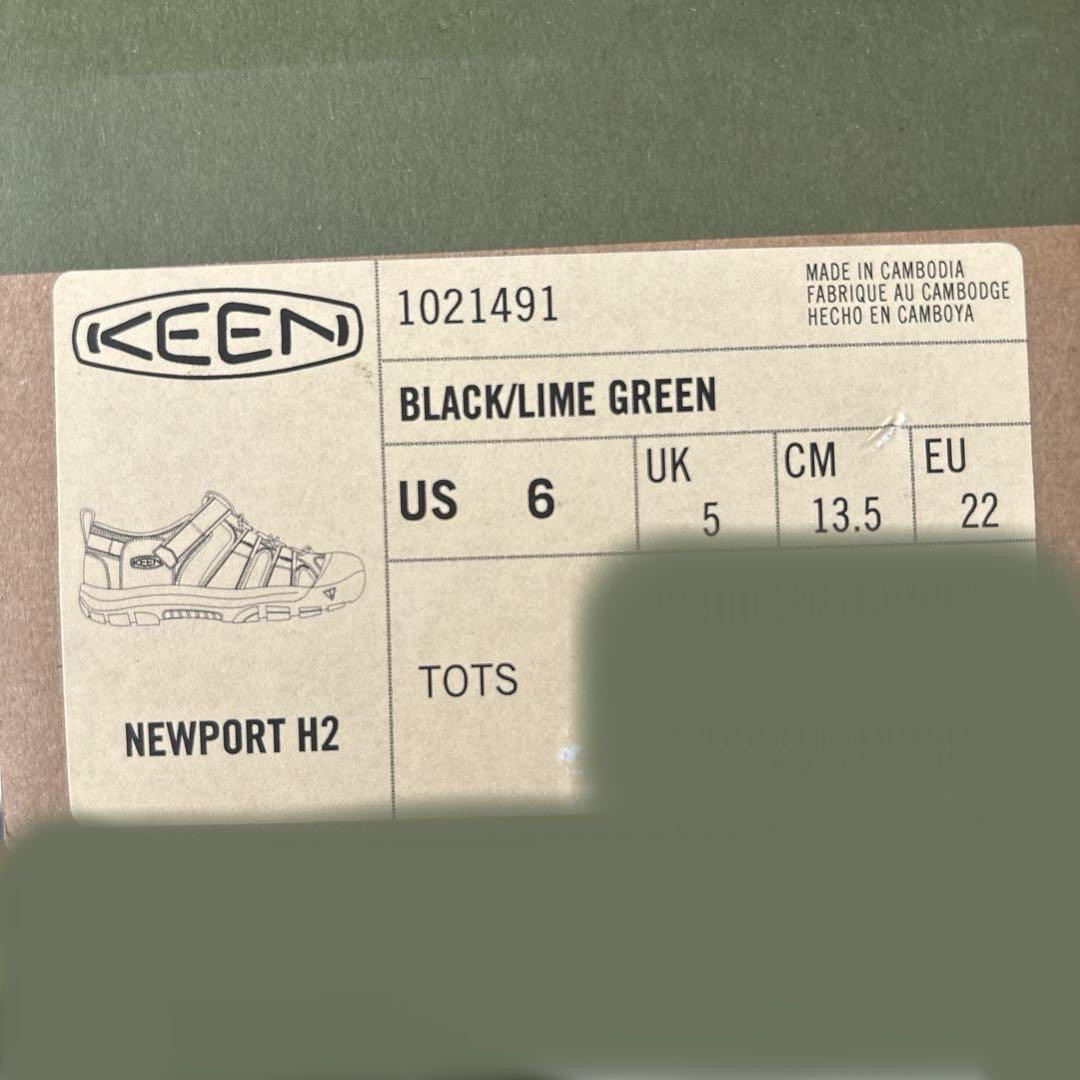 KEEN
1021491
MADE IN CAMBODIA
FABRIQUE AU CAMBODGE
HECHO EN CAMBOYA
BLACK/LIME GREEN
US 6
UK 5
CM 13.5
EU 22
KEEN
TOTS
NEWPORT H2